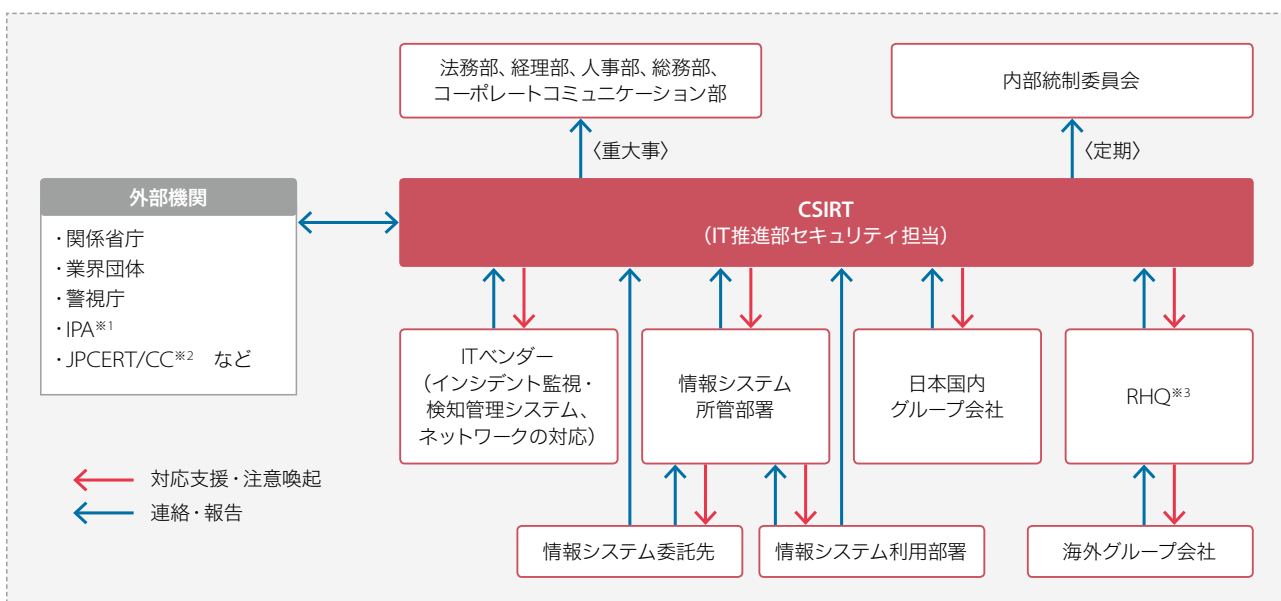 法務部、経理部、人事部、総務部、
コーポレートコミュニケーション部
内部統制委員会
〈重大事〉
〈定期〉
外部機関
・関係省庁
・業界団体
・警視庁
・IPA※1
・JPCERT/CC※2 など
CSIRT
（IT推進部セキュリティ担当）
ITベンダー
（インシデント監視・
検知管理システム、
ネットワークの対応）
情報システム
所管部署
日本国内
グループ会社
RHQ※3
対応支援・注意喚起
連絡・報告
情報システム委託先
情報システム利用部署
海外グループ会社